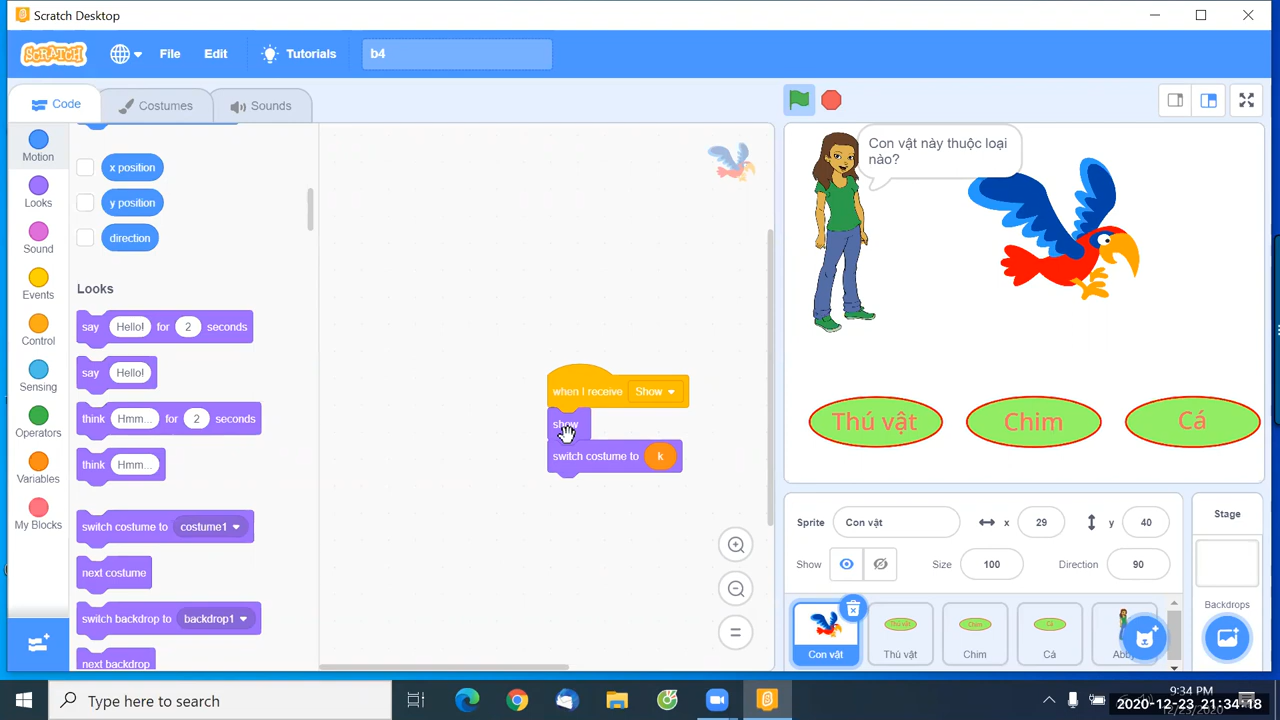 Scratch Desktop
SCRATCH
File
Edit
Tutorials
b4
Code
Costumes
Sounds
Motion
Looks
Sound
Events
Control
Sensing
Operators
Variables
My Blocks
x position
y position
direction
Looks
say Hello! for 2 seconds
say Hello!
think Hmm... for 2 seconds
think Hmm...
switch costume to costume1
next costume
switch backdrop to backdrop1
next backdrop
when I receive Show
show
switch costume to k
Con vật này thuộc loại
nào?
Thú vật
Chim
Cá
Sprite
Con vật
x
29
y
40
Show
Size
100
Direction
90
Stage
Backdrops
Con vật
Thú vật
Thú vật
Chim
Chim
Cá
Cá
Type here to search
9:34 PM
2020-12-23 21:34:18